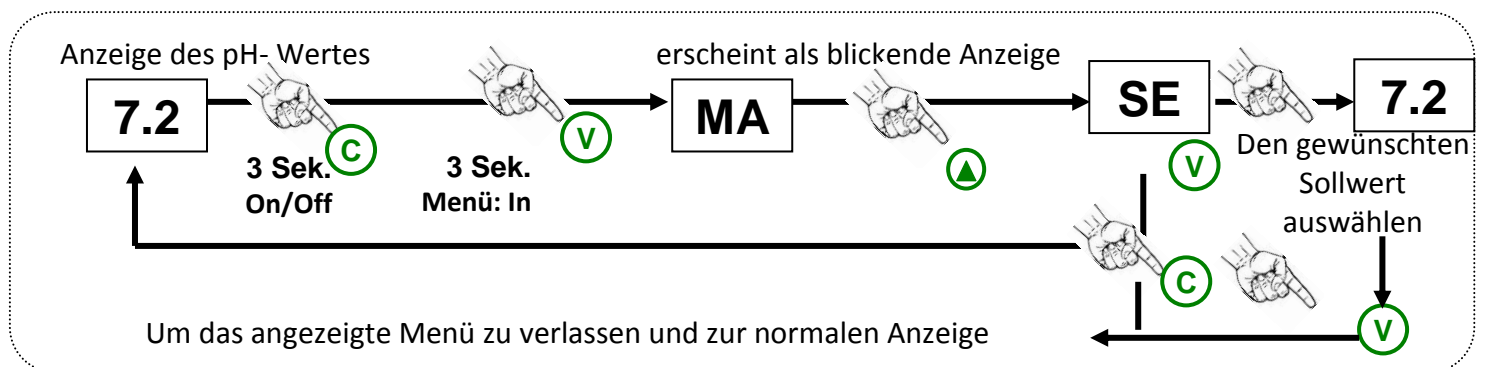 Anzeige des pH- Wertes
erscheint als blickende Anzeige
7.2
C
3 Sek.
On/Off
V
3 Sek.
Menü: In
MA
▲
SE
V
7.2
Den gewünschten
Sollwert
auswählen
C
V
Um das angezeigte Menü zu verlassen und zur normalen Anzeige